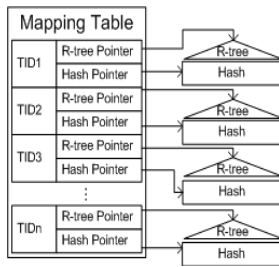 Mapping Table
TID1
R-tree Pointer
Hash Pointer
R-tree
Hash
TID2
R-tree Pointer
Hash Pointer
R-tree
Hash
TID3
R-tree Pointer
Hash Pointer
R-tree
Hash
⋮
TIDn
R-tree Pointer
Hash Pointer
R-tree
Hash